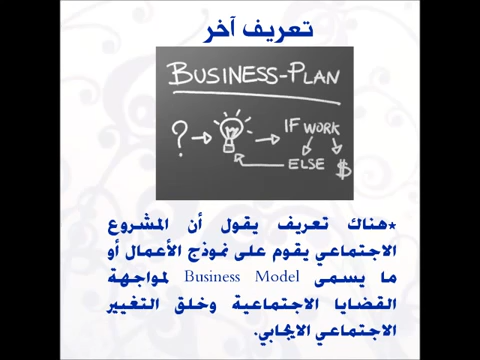 تعريف آخر
BUSINESS-PLAN
? IF WORK
ELSE $
*هناك تعريف يقول أن المشروع
الاجتماعي يقوم على نموذج الأعمال أو
ما يسمى Business Model لمواجهة
القضايا الاجتماعية وخلق التغيير
الاجتماعي الايجابي.